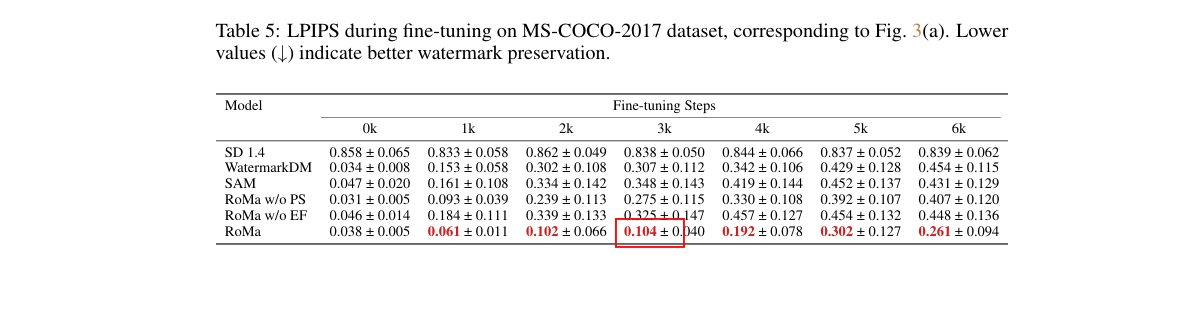 Table 5: LPIPS during fine-tuning on MS-COCO-2017 dataset, corresponding to Fig. 3(a). Lower
values (↓) indicate better watermark preservation.
Model Fine-tuning Steps
0k 1k 2k 3k 4k 5k 6k
SD 1.4 0.858 ± 0.065 0.833 ± 0.058 0.862 ± 0.049 0.838 ± 0.050 0.844 ± 0.066 0.837 ± 0.052 0.839 ± 0.062
WatermarkDM 0.034 ± 0.008 0.153 ± 0.058 0.302 ± 0.108 0.307 ± 0.112 0.342 ± 0.106 0.429 ± 0.128 0.454 ± 0.115
SAM 0.047 ± 0.020 0.161 ± 0.108 0.334 ± 0.142 0.348 ± 0.143 0.419 ± 0.144 0.452 ± 0.137 0.431 ± 0.129
RoMa w/o PS 0.031 ± 0.005 0.093 ± 0.039 0.239 ± 0.113 0.275 ± 0.115 0.330 ± 0.108 0.392 ± 0.107 0.407 ± 0.120
RoMa w/o EF 0.046 ± 0.014 0.184 ± 0.111 0.339 ± 0.133 0.325 ± 0.147 0.457 ± 0.127 0.454 ± 0.132 0.448 ± 0.136
RoMa 0.038 ± 0.005 0.061 ± 0.011 0.102 ± 0.066 0.104 ± 0.040 0.192 ± 0.078 0.302 ± 0.127 0.261 ± 0.094